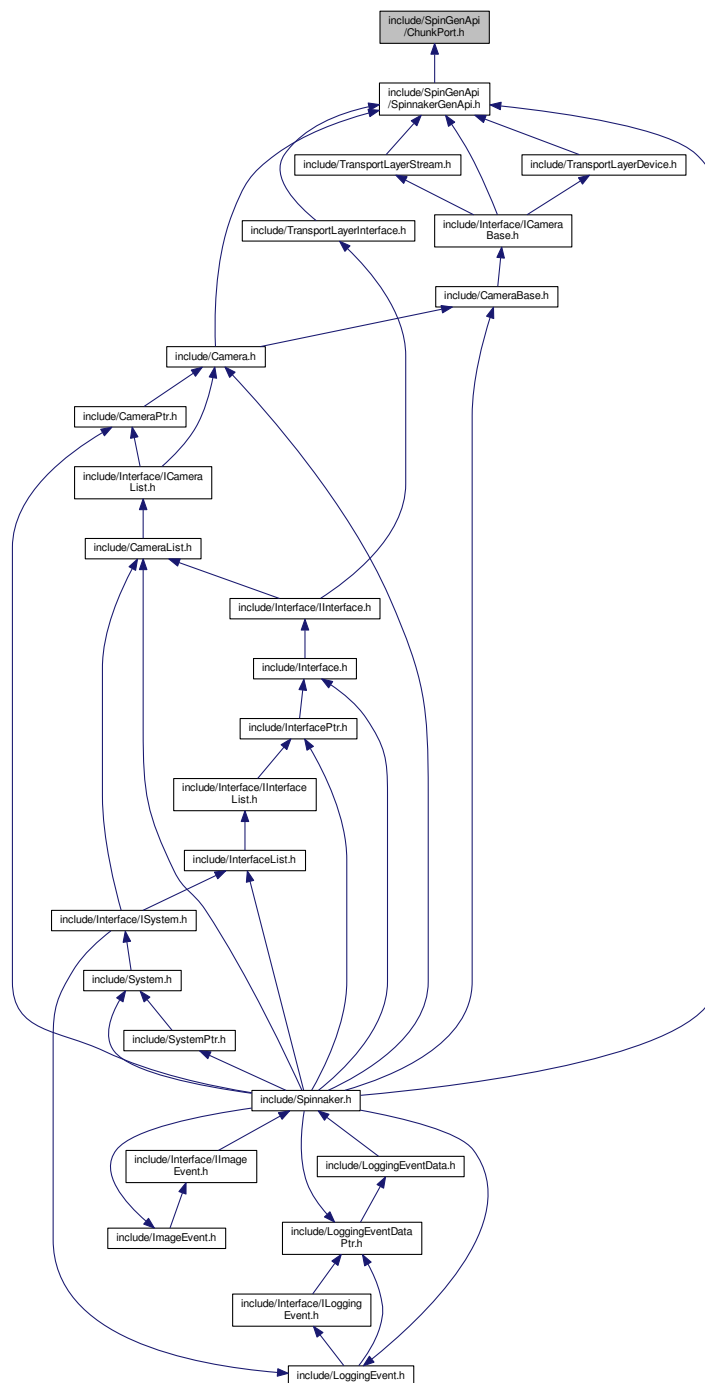 include/SpinGenApi
/ChunkPort.h
include/SpinGenApi
/SpinnakerGenApi.h
include/TransportLayerStream.h
include/TransportLayerDevice.h
include/TransportLayerInterface.h
include/Interface/ICamera
Base.h
include/CameraBase.h
include/Camera.h
include/CameraPtr.h
include/Interface/ICamera
List.h
include/CameraList.h
include/Interface/IInterface.h
include/Interface.h
include/InterfacePtr.h
include/Interface/IInterface
List.h
include/InterfaceList.h
include/Interface/ISystem.h
include/System.h
include/SystemPtr.h
include/Spinnaker.h
include/Interface/IImage
Event.h
include/LoggingEventData.h
include/ImageEvent.h
include/LoggingEventData
Ptr.h
include/Interface/ILogging
Event.h
include/LoggingEvent.h